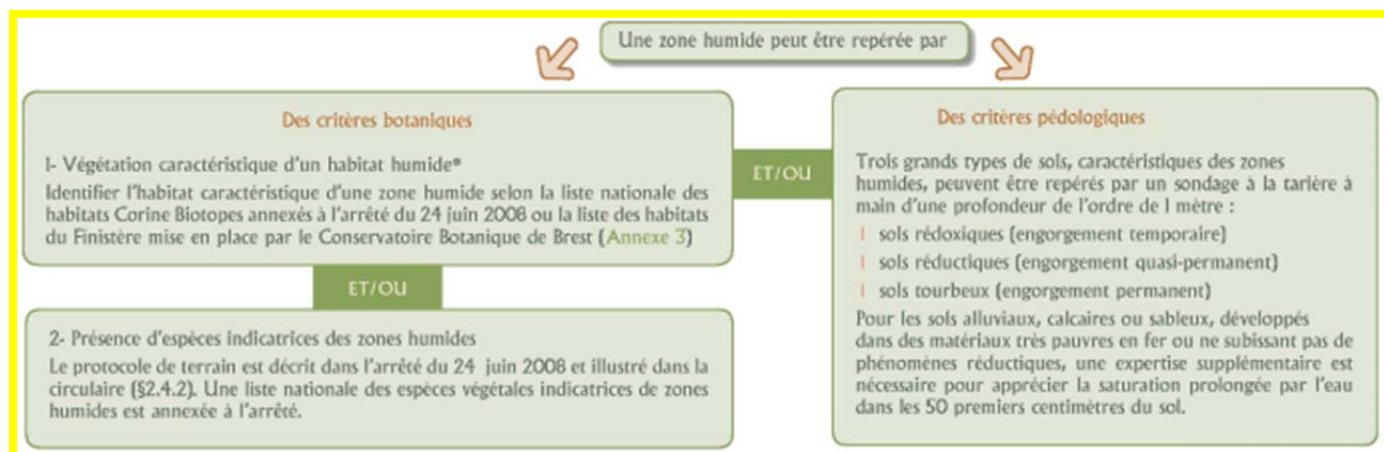 Une zone humide peut être repérée par
Des critères botaniques
1- Végétation caractéristique d'un habitat humide*
Identifier l'habitat caractéristique d'une zone humide selon la liste nationale des
habitats Corine Biotopes annexés à l'arrêté du 24 juin 2008 ou la liste des habitats
du Finistère mise en place par le Conservatoire Botanique de Brest (Annexe 3)
ET/OU
2- Présence d'espèces indicatrices des zones humides
Le protocole de terrain est décrit dans l'arrêté du 24 juin 2008 et illustré dans la
circulaire (§2.4.2). Une liste nationale des espèces végétales indicatrices de zones
humides est annexée à l'arrêté.
ET/OU
Des critères pédologiques
Trois grands types de sols, caractéristiques des zones
humides, peuvent être repérés par un sondage à la tarière à
main d'une profondeur de l'ordre de 1 mètre :
| sols rédoxiques (engorgement temporaire)
| sols réductiques (engorgement quasi-permanent)
| sols tourbeux (engorgement permanent)
Pour les sols alluviaux, calcaires ou sableux, développés
dans des matériaux très pauvres en fer ou ne subissant pas de
phénomènes réductiques, une expertise supplémentaire est
nécessaire pour apprécier la saturation prolongée par l'eau
dans les 50 premiers centimètres du sol.